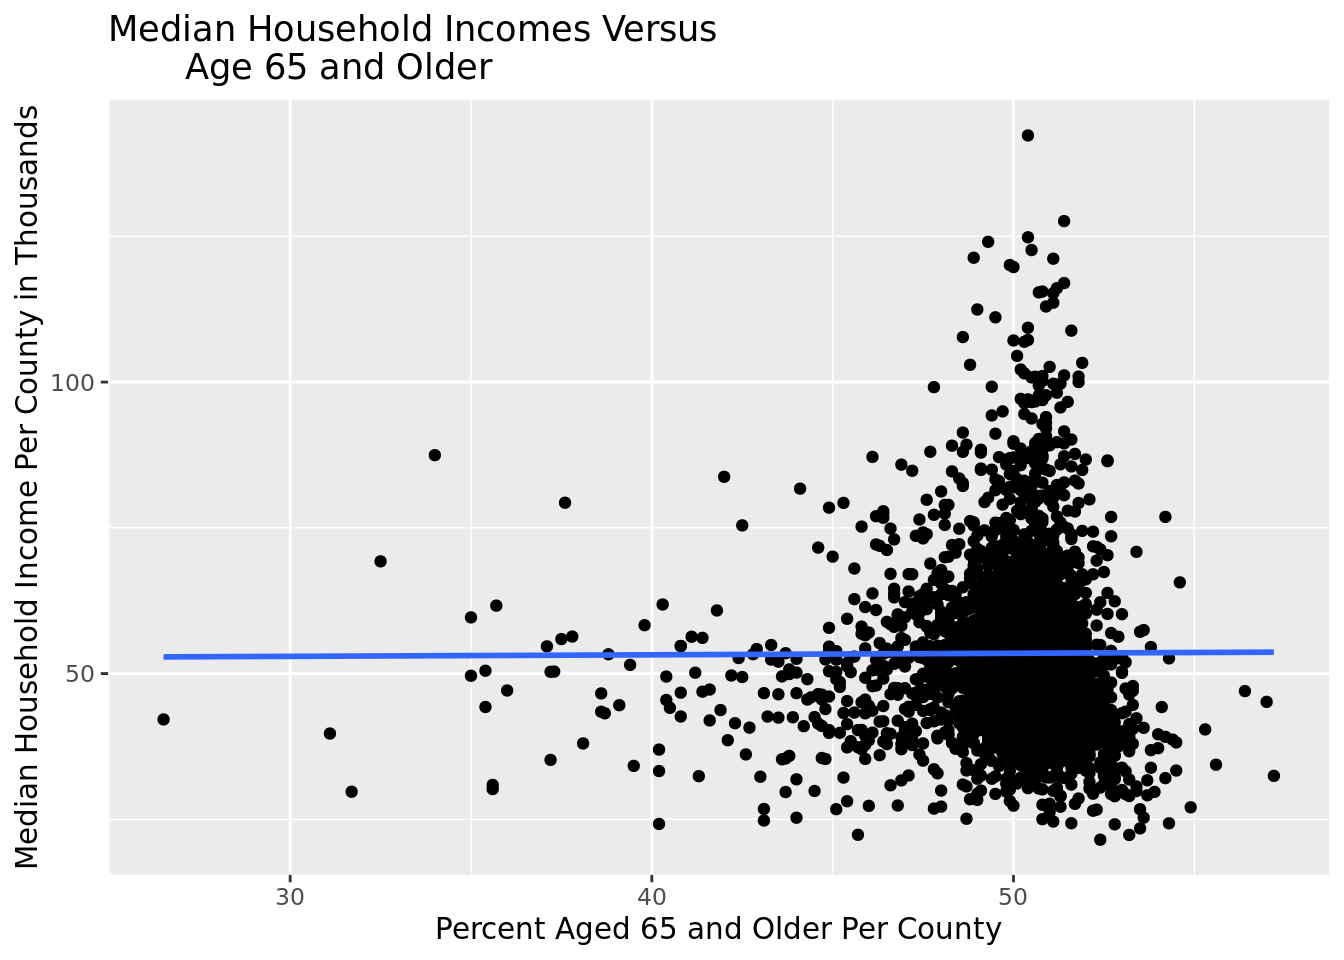 Median Household Incomes Versus
Age 65 and Older
Median Household Income Per County in Thousands
100
50
30
40
50
Percent Aged 65 and Older Per County